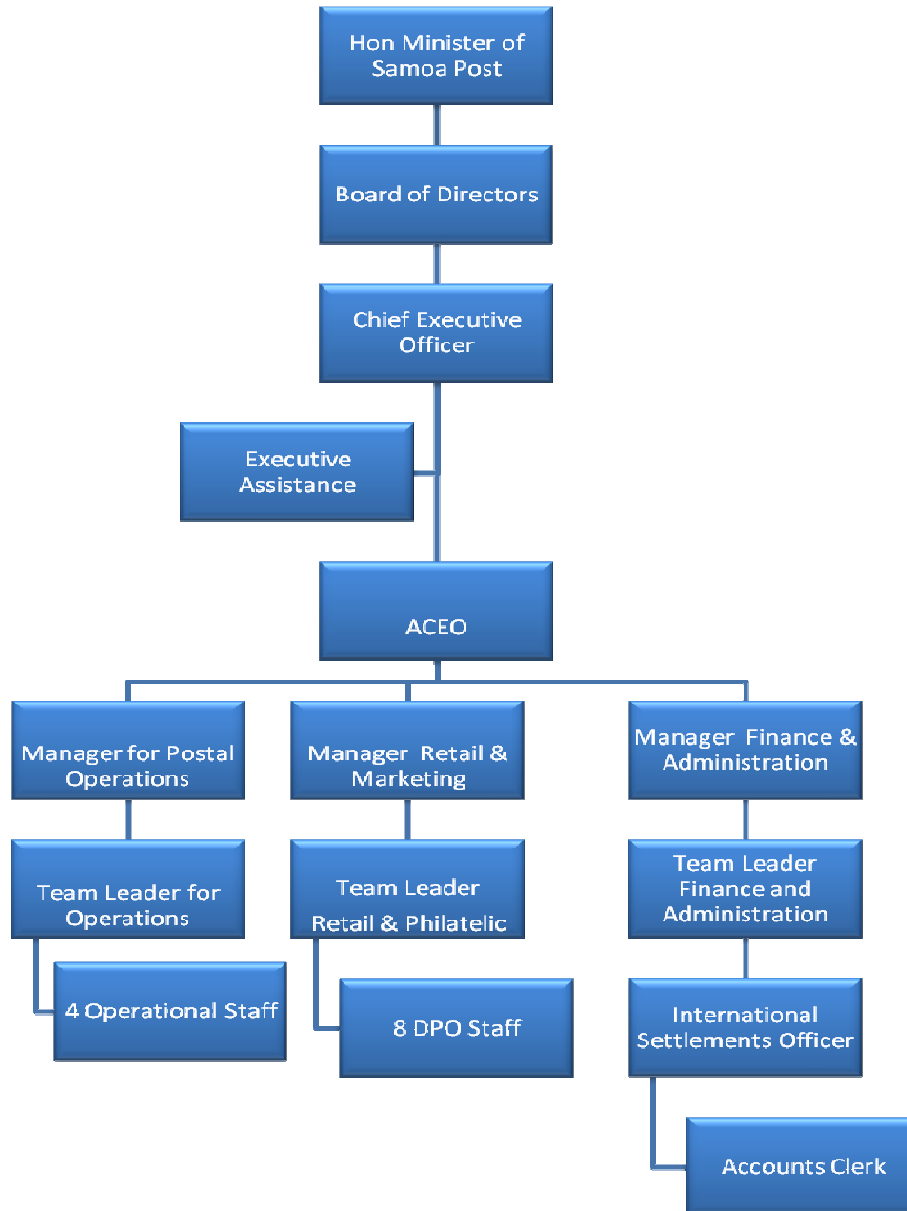 Hon Minister of
Samoa Post
Board of Directors
Chief Executive
Officer
Executive
Assistance
ACEO
Manager for Postal
Operations
Manager Retail &
Marketing
Manager Finance &
Administration
Team Leader for
Operations
Team Leader
Retail & Philatelic
Team Leader
Finance and
Administration
4 Operational Staff
8 DPO Staff
International
Settlements Officer
Accounts Clerk